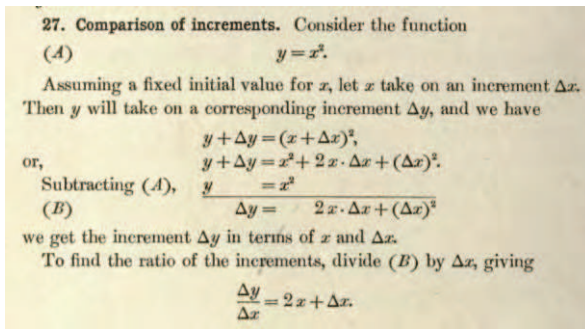 27. Comparison of increments. Consider the function
(A) y = x².
Assuming a fixed initial value for x, let x take on an increment Δx.
Then y will take on a corresponding increment Δy, and we have
y + Δy = (x + Δx)²,
or, y + Δy = x² + 2 x · Δx + (Δx)².
Subtracting (A), y = x²
(B) Δy = 2 x · Δx + (Δx)²
we get the increment Δy in terms of x and Δx.
To find the ratio of the increments, divide (B) by Δx, giving
Δy/Δx = 2 x + Δx.